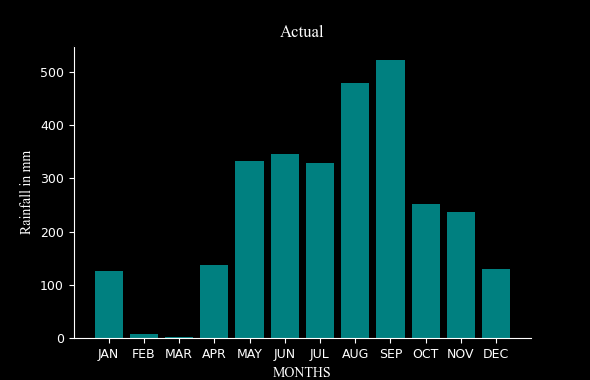 Actual
Rainfall in mm
500
400
300
200
100
0
JAN FEB MAR APR MAY JUN JUL AUG SEP OCT NOV DEC
MONTHS